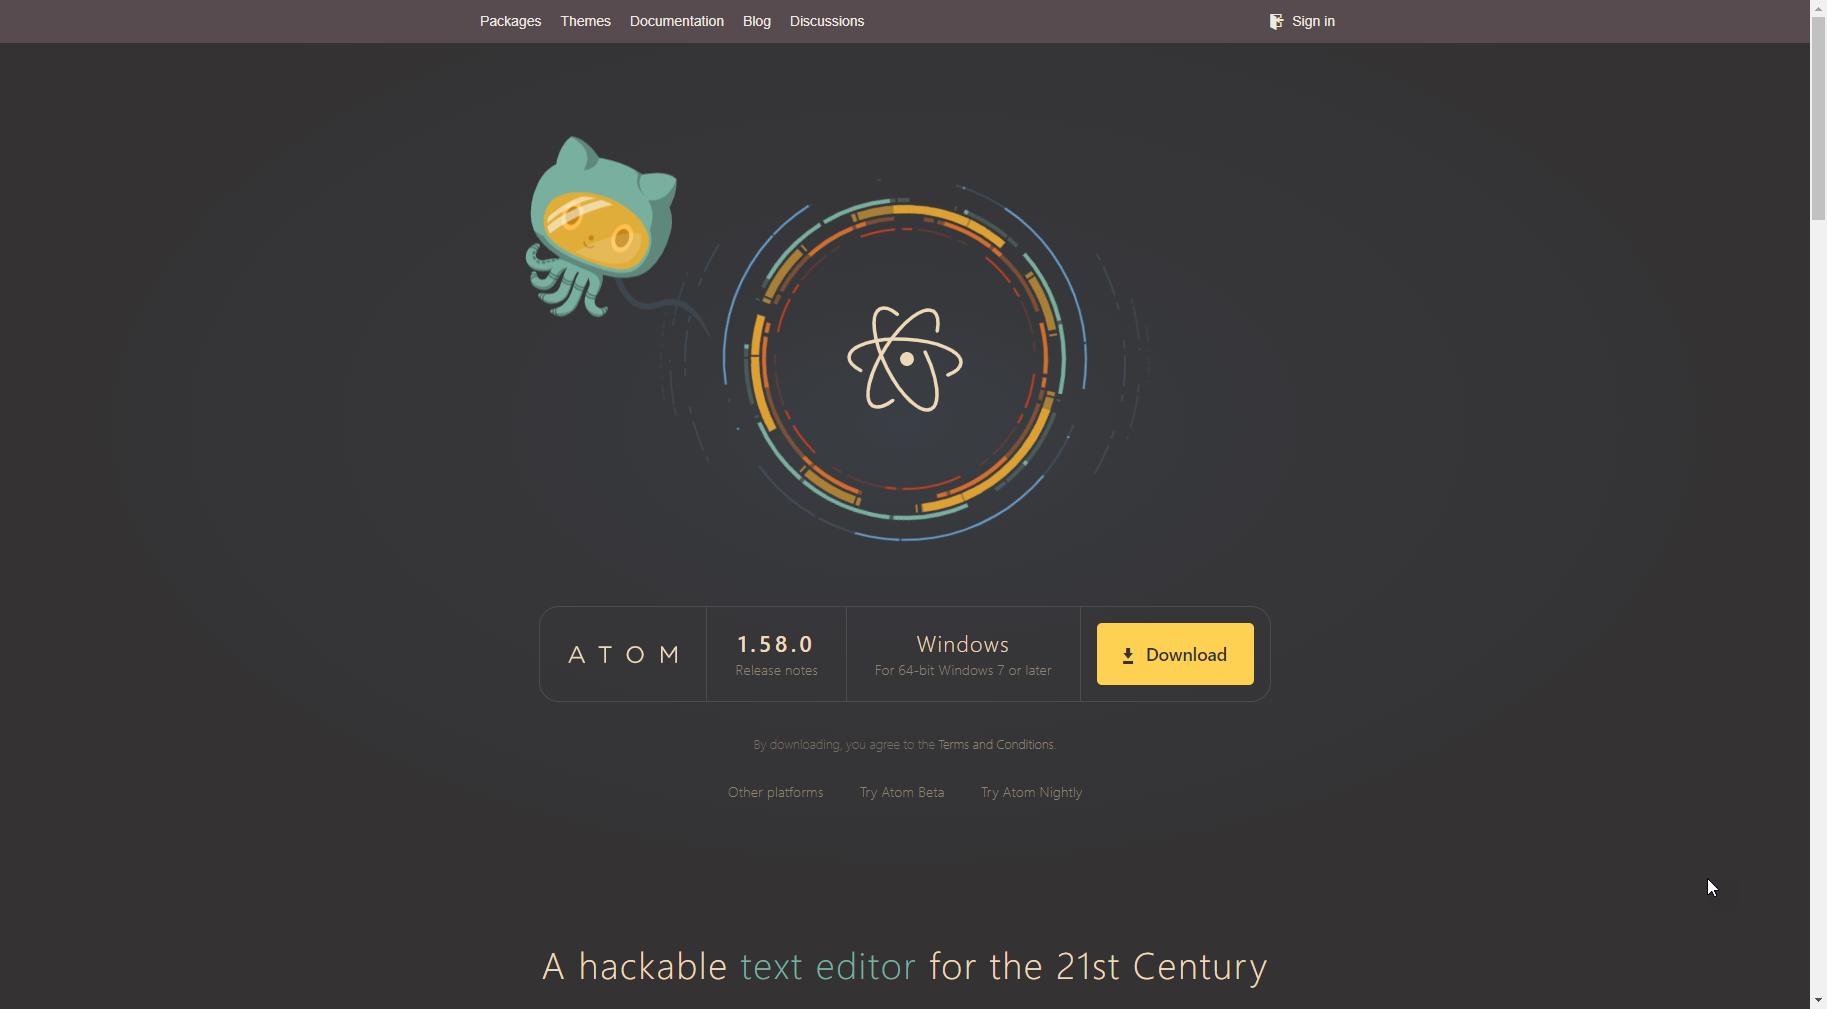 Packages Themes Documentation Blog Discussions Sign in
ATOM
1.58.0
Release notes
Windows
For 64-bit Windows 7 or later
Download
By downloading, you agree to the Terms and Conditions.
Other platforms Try Atom Beta Try Atom Nightly
A hackable text editor for the 21st Century